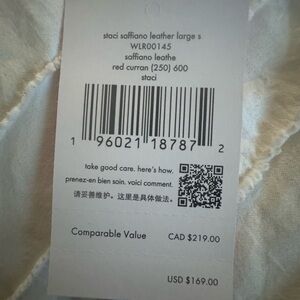 staci saffiano leather large s
WLR00145
saffiano leathe
red curran (250) 600
staci
1 96021 18787 2
take good care. here's how.
prenez-en bien soin. voici comment.
请妥善维护。这里是具体做法。
Comparable Value CAD $219.00
USD $169.00